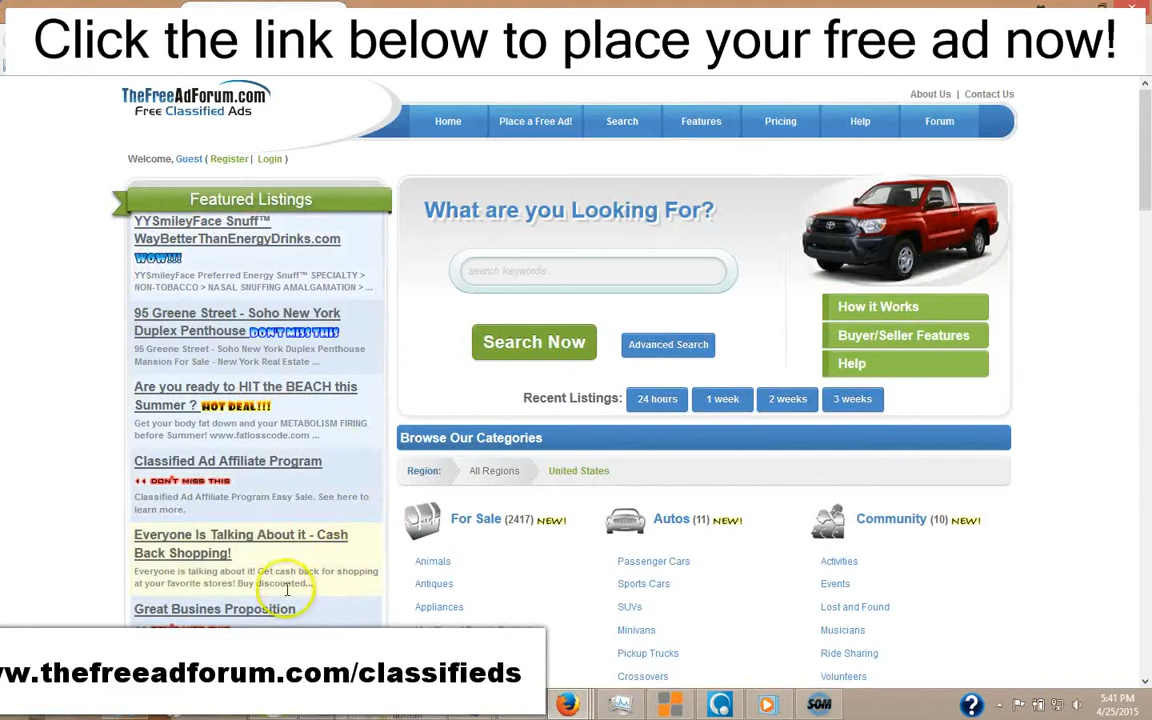 Click the link below to place your free ad now!
TheFreeAdForum.com
Free Classified Ads
About Us | Contact Us
Home
Place a Free Ad!
Search
Features
Pricing
Help
Forum
Welcome, Guest ( Register | Login )
Featured Listings
YYSmileyFace Snuff™
WayBetterThanEnergyDrinks.com
WOW!!!
YYSmileyFace Preferred Energy Snuff™ SPECIALTY >
NON-TOBACCO > NASAL SNUFFING AMALGAMATION > ...
95 Greene Street - Soho New York
Duplex Penthouse DON'T MISS THIS
95 Greene Street - Soho New York Duplex Penthouse
Mansion For Sale - New York Real Estate ...
Are you ready to HIT the BEACH this
Summer ? HOT DEAL!!!
Get your body fat down and your METABOLISM FIRING
before Summer! www.fatlosscode.com ...
Classified Ad Affiliate Program
DON'T MISS THIS
Classified Ad Affiliate Program Easy Sale. See here to
learn more.
Everyone Is Talking About it - Cash
Back Shopping!
Everyone is talking about it! Get cash back for shopping
at your favorite stores! Buy discounted...
Great Busines Proposition
What are you Looking For?
search keywords..
Search Now
Advanced Search
How it Works
Buyer/Seller Features
Help
Recent Listings:
24 hours
1 week
2 weeks
3 weeks
Browse Our Categories
Region:
All Regions
United States
For Sale (2417) NEW!
Animals
Antiques
Appliances
Autos (11) NEW!
Passenger Cars
Sports Cars
SUVs
Minivans
Pickup Trucks
Crossovers
Community (10) NEW!
Activities
Events
Lost and Found
Musicians
Ride Sharing
Volunteers
w.thefreeadforum.com/classifieds
SOM
5:41 PM
4/25/2015